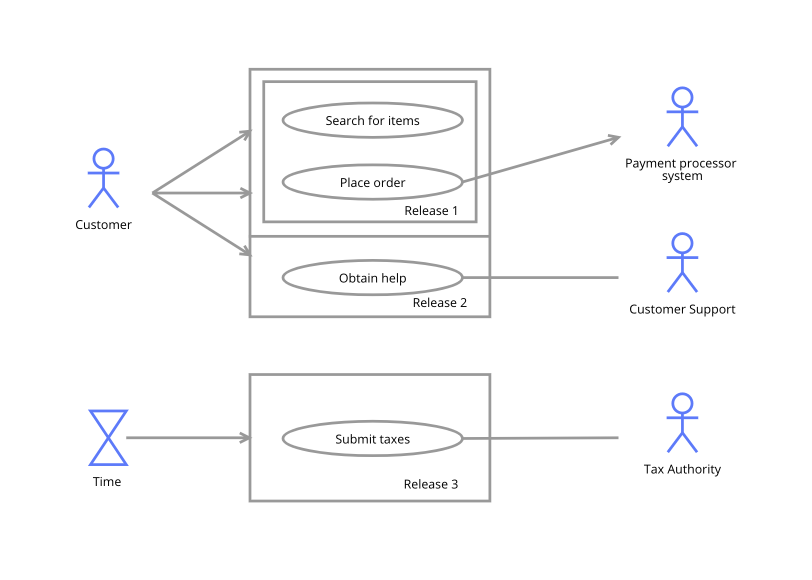 Search for items
Place order
Release 1
Payment processor
system
Customer
Obtain help
Release 2
Customer Support
Submit taxes
Release 3
Time
Tax Authority